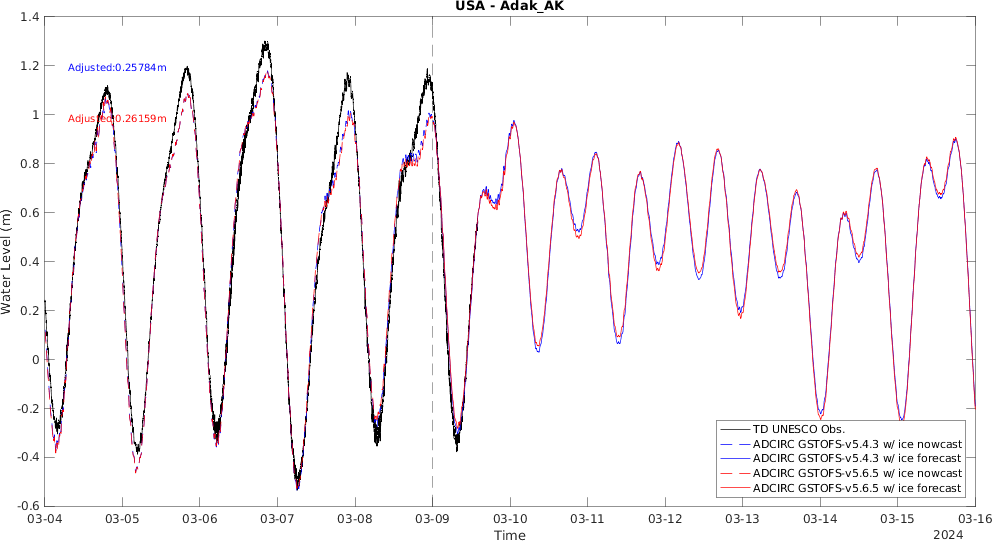 USA - Adak_AK
1.4
1.2
1
0.8
0.6
0.4
0.2
0
-0.2
-0.4
-0.6
Water Level (m)
Adjusted:0.25784m
Adjusted:0.26159m
TD UNESCO Obs.
ADCIRC GSTOFS-v5.4.3 w/ ice nowcast
ADCIRC GSTOFS-v5.4.3 w/ ice forecast
ADCIRC GSTOFS-v5.6.5 w/ ice nowcast
ADCIRC GSTOFS-v5.6.5 w/ ice forecast
03-04 03-05 03-06 03-07 03-08 03-09 03-10 03-11 03-12 03-13 03-14 03-15 03-16
Time
2024